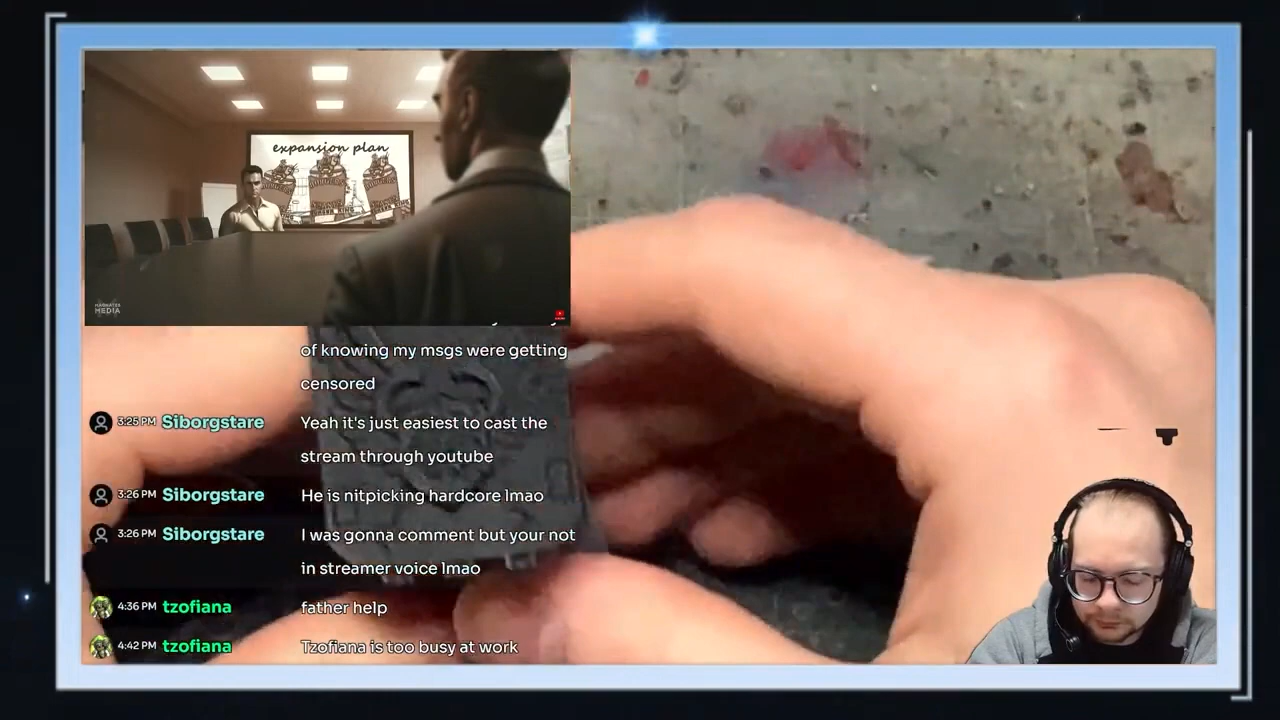 expansion plan
MAGNATES
MEDIA
of knowing my msgs were getting
censored
3:25 PM Siborgstare Yeah it's just easiest to cast the
stream through youtube
3:26 PM Siborgstare He is nitpicking hardcore lmao
3:26 PM Siborgstare I was gonna comment but your not
in streamer voice lmao
4:36 PM tzofiana father help
4:42 PM tzofiana Tzofiana is too busy at work